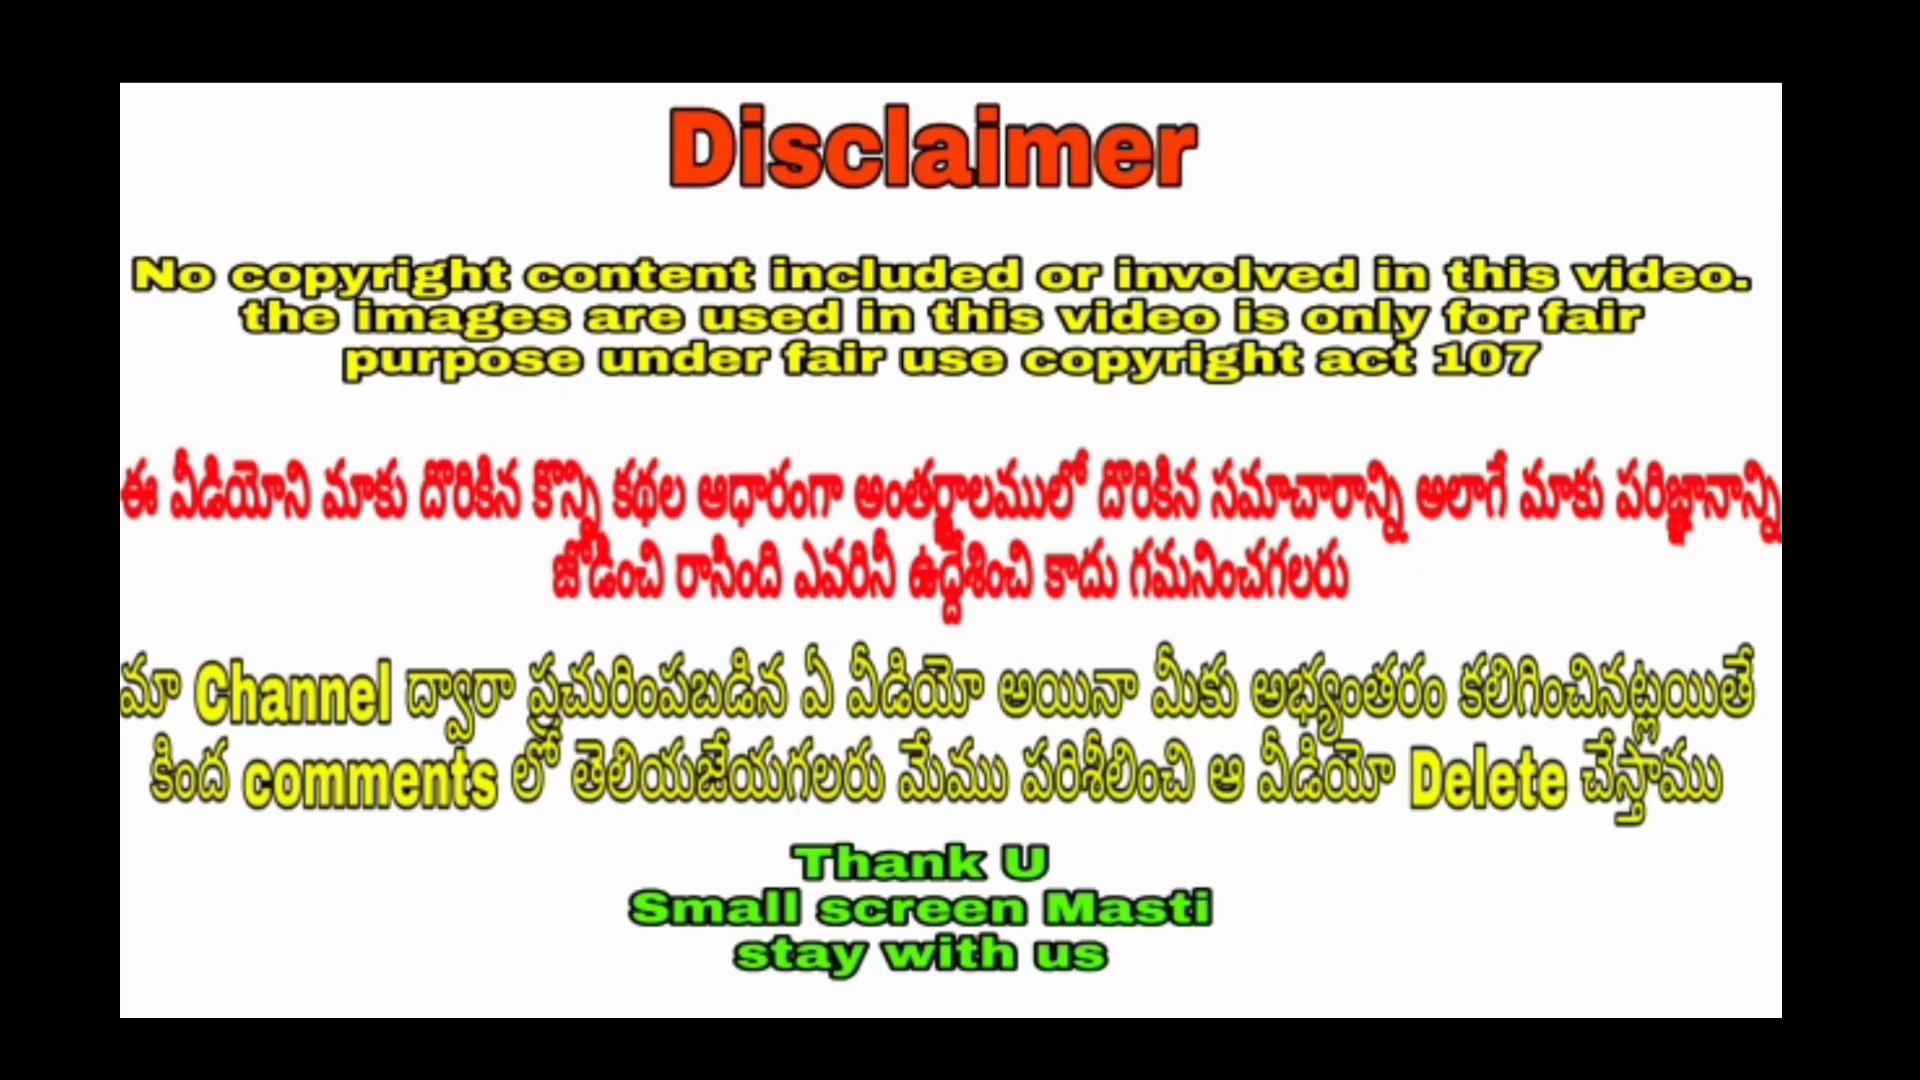 Disclaimer
No copyright content included or involved in this video.
the images are used in this video is only for fair
purpose under fair use copyright act 107
ఈ వీడియోని మాకు దొరికిన కొన్ని కథల ఆధారంగా అంతర్జాలములో దొరికిన సమాచారాన్ని అలాగే మాకు పరిజ్ఞానాన్ని
జోడించి రాసింది ఎవరినీ ఉద్దేశించి కాదు గమనించగలరు
మా Channel ద్వారా ప్రచురింపబడిన ఏ వీడియో అయినా మీకు అభ్యంతరం కలిగించినట్లయితే
కింద comments లో తెలియజేయగలరు మేము పరిశీలించి ఆ వీడియో Delete చేస్తాము
Thank U
Small screen Masti
stay with us